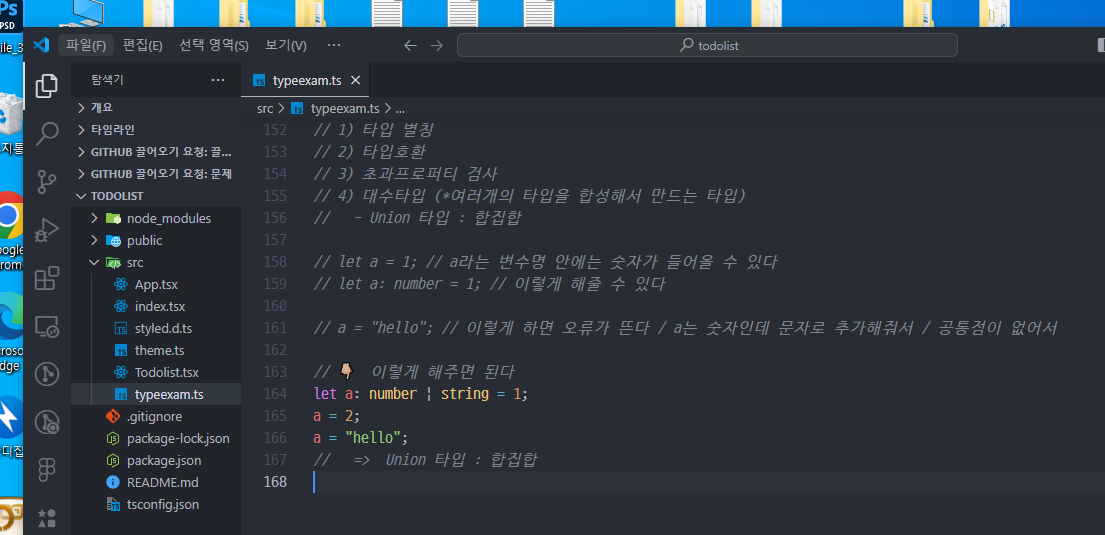 PSD
todolist
파일(F) 편집(E) 선택 영역(S) 보기(V) ...
탐색기 ...
typeexam.ts
src > typeexam.ts > ...
개요
타임라인
GITHUB 끌어오기 요청: 끌...
GITHUB 끌어오기 요청: 문제
TODOLIST
node_modules
public
src
App.tsx
index.tsx
styled.d.ts
theme.ts
Todolist.tsx
typeexam.ts
.gitignore
package-lock.json
package.json
README.md
tsconfig.json
152 // 1) 타입 별칭
153 // 2) 타입호환
154 // 3) 초과프로퍼티 검사
155 // 4) 대수타입 (*여러개의 타입을 합성해서 만드는 타입)
156 //   - Union 타입 : 합집합
157
158 // let a = 1; // a라는 변수명 안에는 숫자가 들어올 수 있다
159 // let a: number = 1; // 이렇게 해줄 수 있다
160
161 // a = "hello"; // 이렇게 하면 오류가 뜬다 / a는 숫자인데 문자로 추가해줘서 / 공통점이 없어서
162
163 // 👇🏽 이렇게 해주면 된다
164 let a: number | string = 1;
165 a = 2;
166 a = "hello";
167 //   =>  Union 타입 : 합집합
168